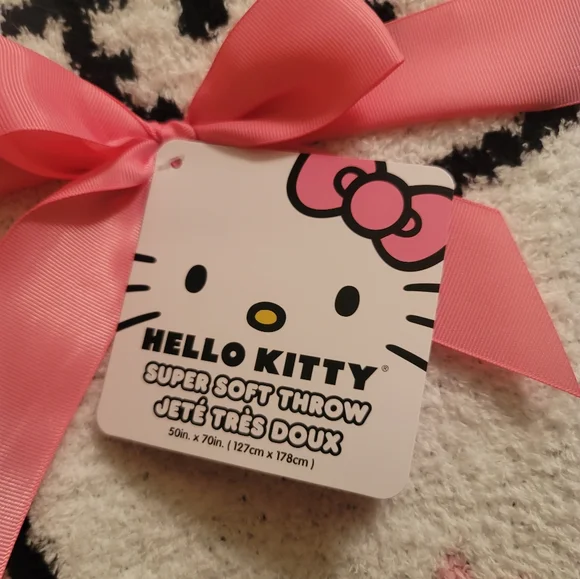 HELLO KITTY®
SUPER SOFT THROW
JETÉ TRÈS DOUX
50in. x 70in. ( 127cm x 178cm )